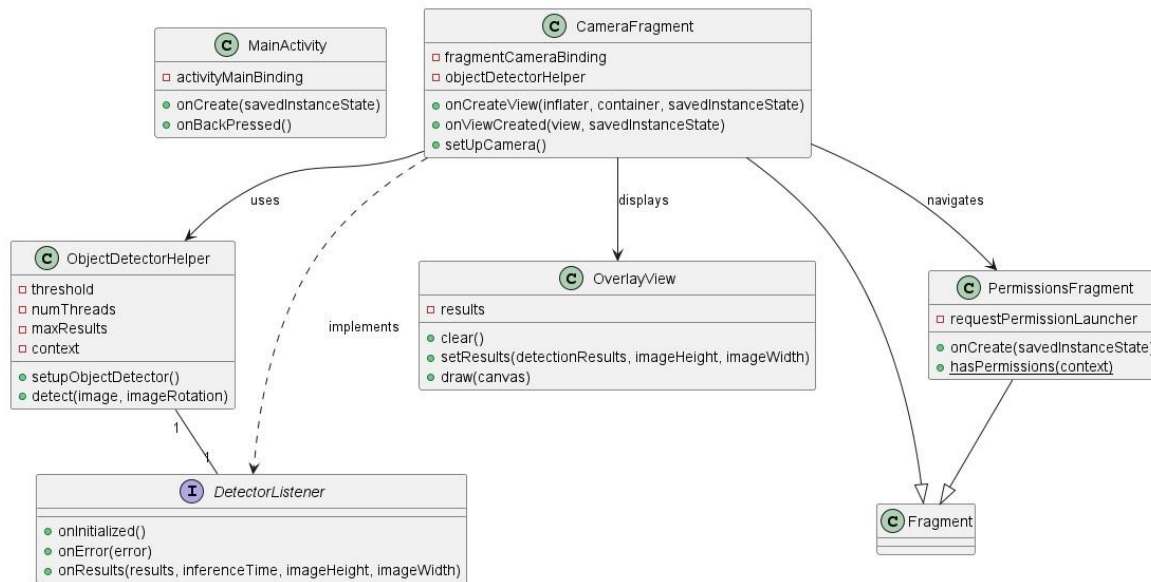 C MainActivity
activityMainBinding
onCreate(savedInstanceState)
onBackPressed()
C CameraFragment
fragmentCameraBinding
objectDetectorHelper
onCreateView(inflater, container, savedInstanceState)
onViewCreated(view, savedInstanceState)
setUpCamera()
uses
displays
navigates
implements
C ObjectDetectorHelper
threshold
numThreads
maxResults
context
setupObjectDetector()
detect(image, imageRotation)
C OverlayView
results
clear()
setResults(detectionResults, imageHeight, imageWidth)
draw(canvas)
C PermissionsFragment
requestPermissionLauncher
onCreate(savedInstanceState)
hasPermissions(context)
1
1
I DetectorListener
onInitialized()
onError(error)
onResults(results, inferenceTime, imageHeight, imageWidth)
C Fragment